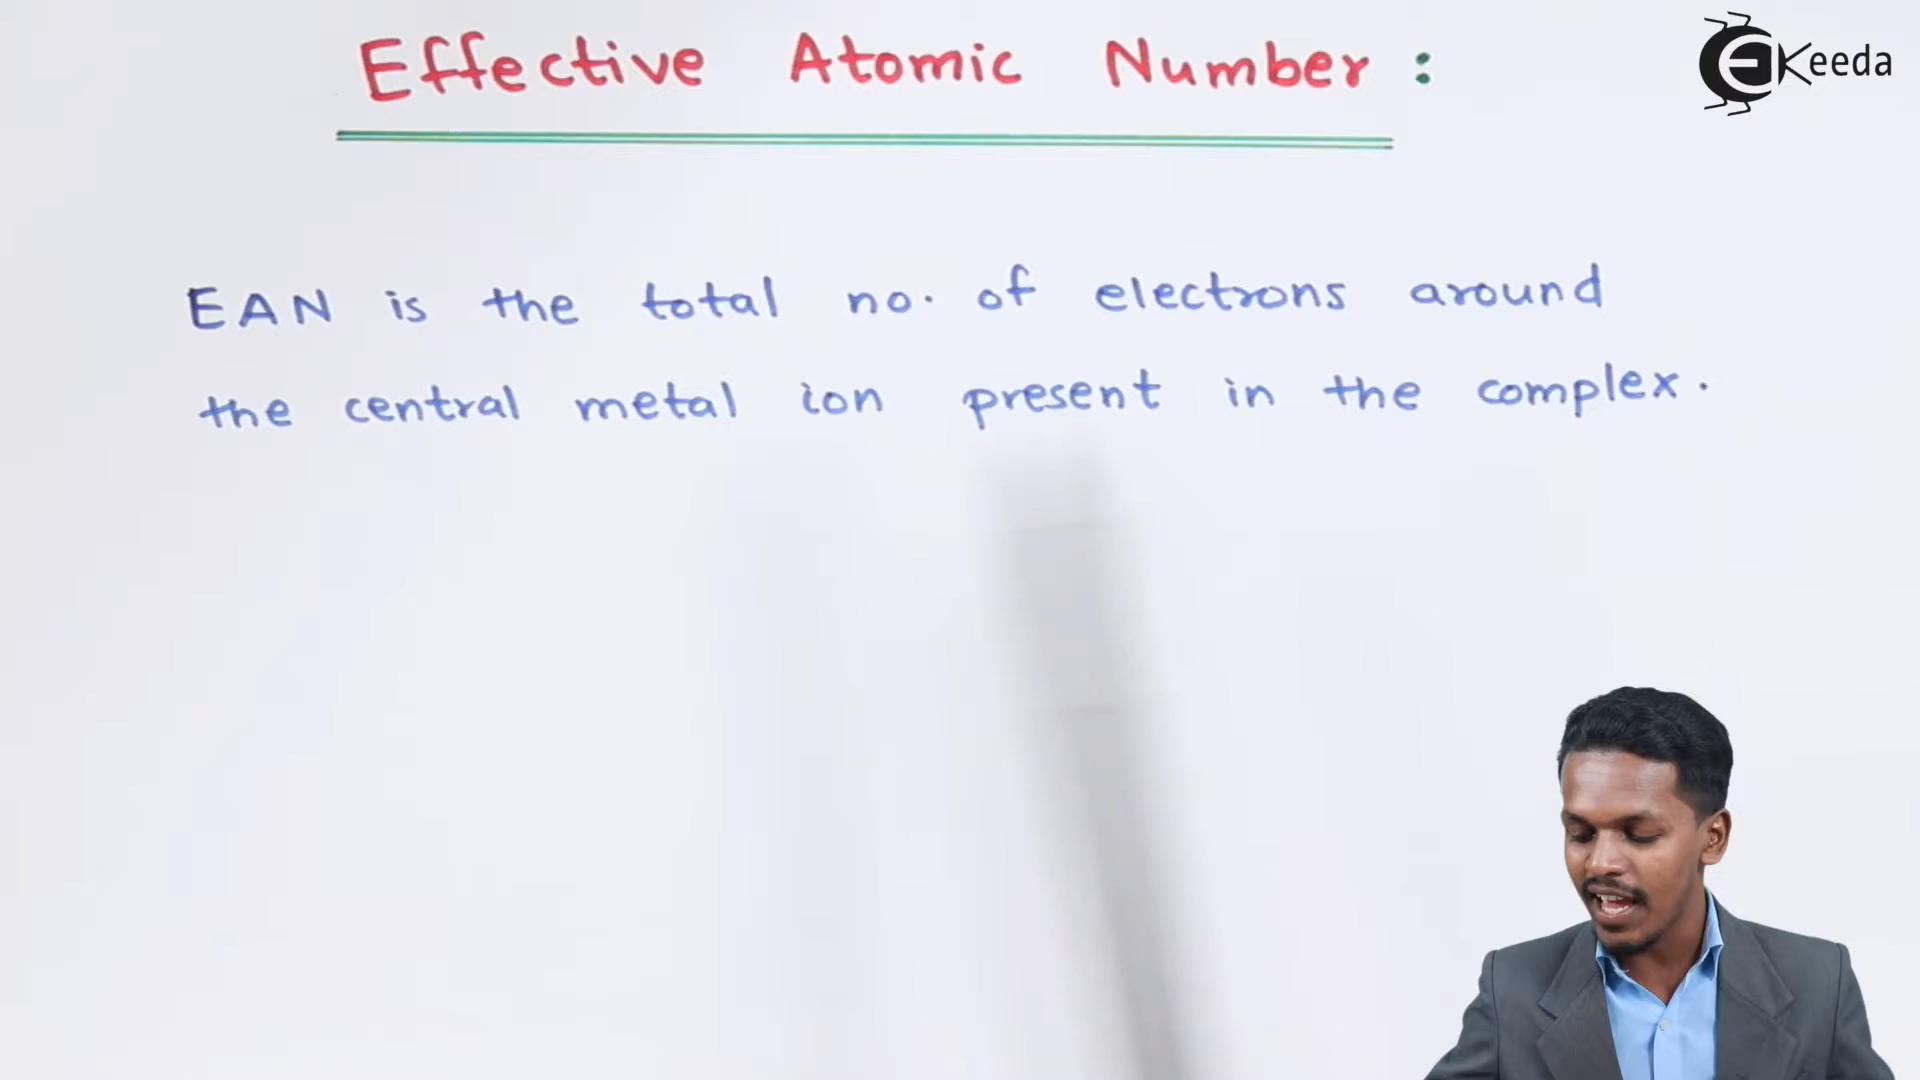 Effective Atomic Number :
EKeeda
EAN is the total no. of electrons around
the central metal ion present in the complex.